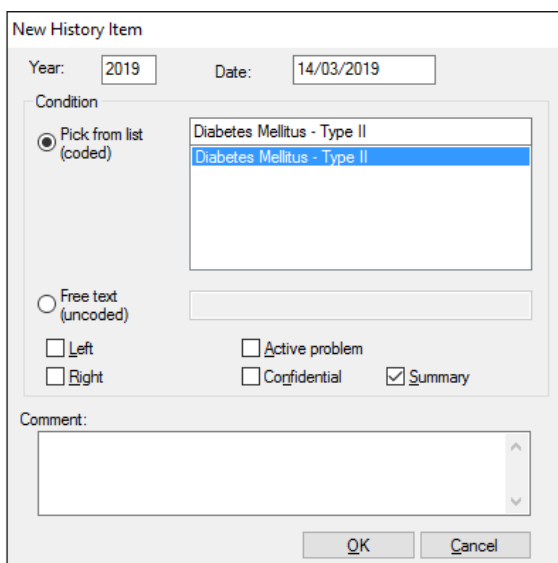 New History Item
Year: 2019 Date: 14/03/2019
Condition
Pick from list
(coded)
Diabetes Mellitus - Type II
Diabetes Mellitus - Type II
Free text
(uncoded)
Left Active problem
Right Confidential Summary
Comment:
OK Cancel